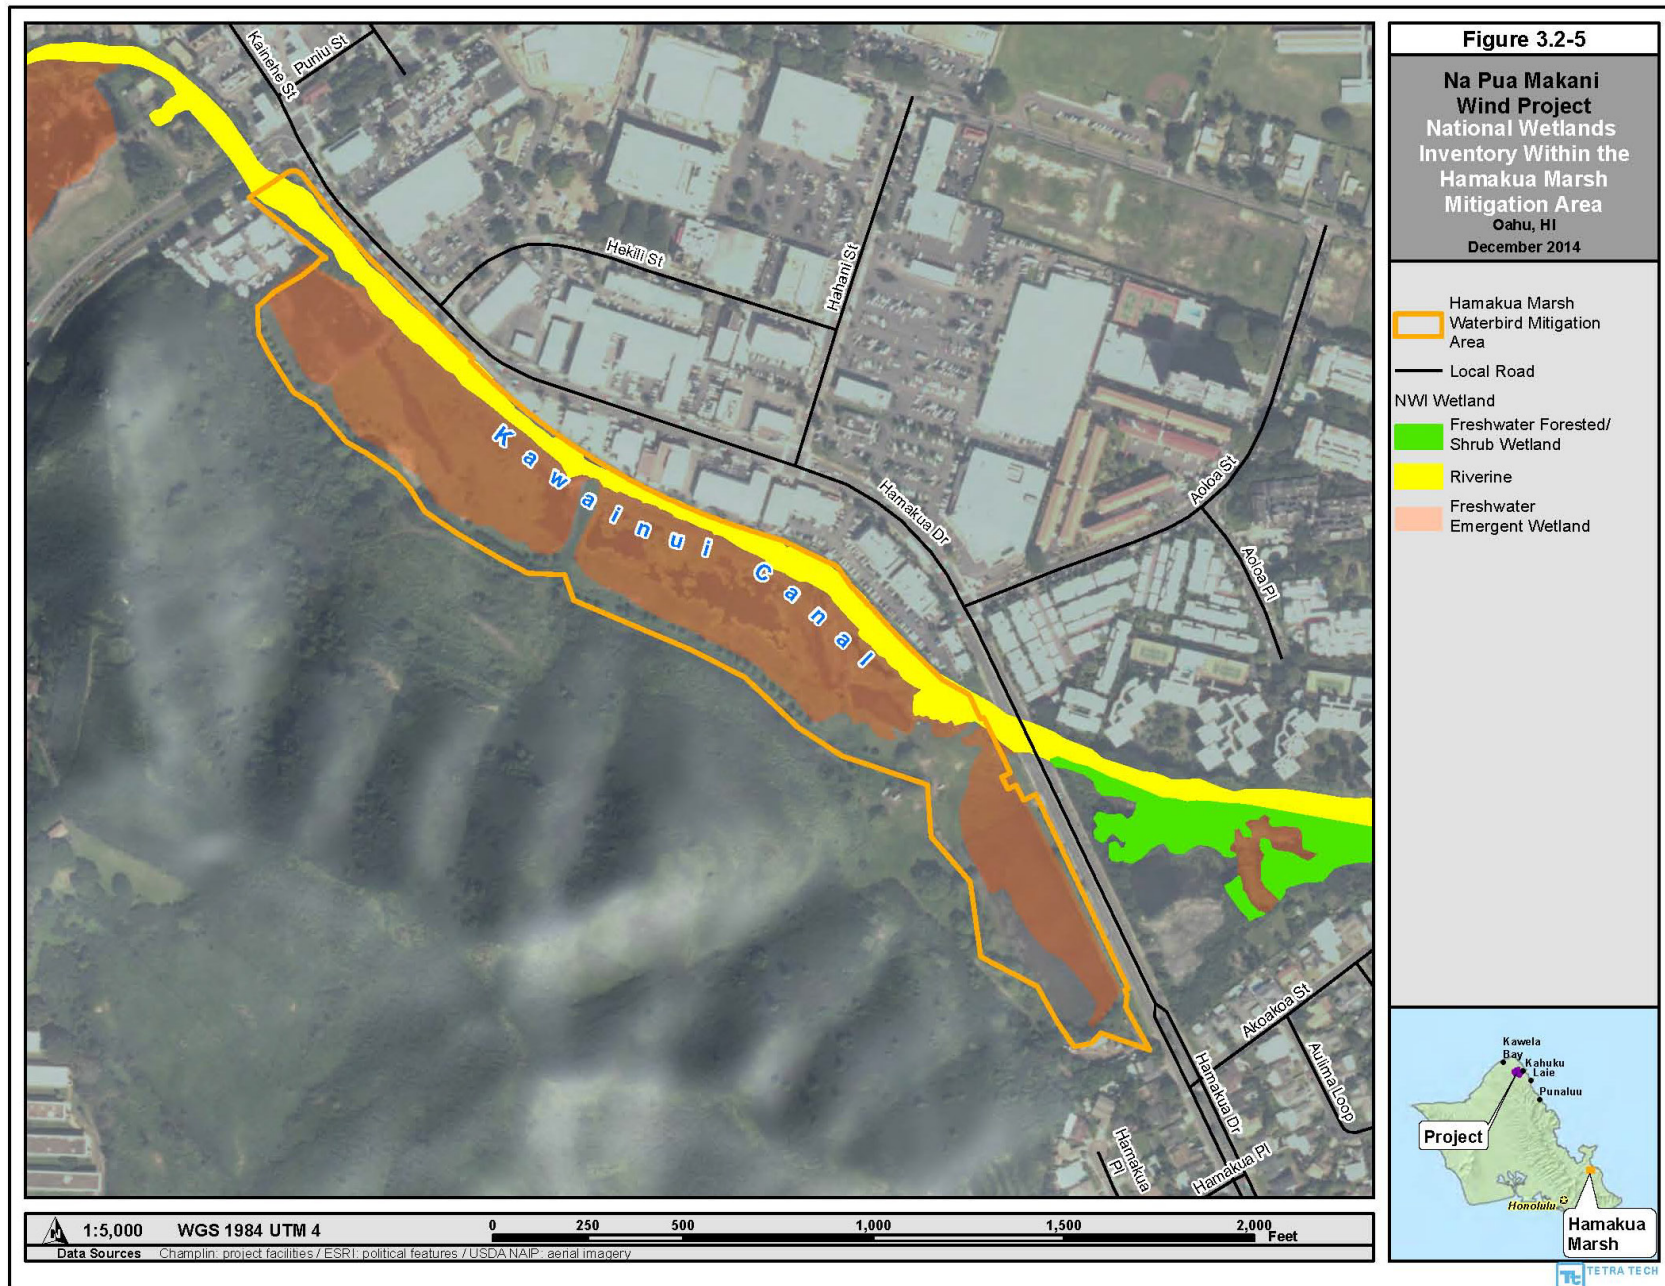 Figure 3.2-5
Na Pua Makani
Wind Project
National Wetlands
Inventory Within the
Hamakua Marsh
Mitigation Area
Oahu, HI
December 2014
Hamakua Marsh
Waterbird Mitigation
Area
Local Road
NWI Wetland
Freshwater Forested/
Shrub Wetland
Riverine
Freshwater
Emergent Wetland
Kainehe St
Puniu St
Hekili St
Hahani St
Hamakua Dr
Aoloa St
Aoloa Pl
Kawainui Canal
Akoakoa St
Aulima Loop
Hamakua Dr
Hamakua
Pl
Hamakua Pl
Kawela
Bay
Kahuku
Laie
Punaluu
Project
Honolulu
Hamakua
Marsh
1:5,000 WGS 1984 UTM 4
0 250 500 1,000 1,500 2,000
Feet
Data Sources Champlin: project facilities / ESRI: political features / USDA NAIP: aerial imagery
Tt TETRA TECH